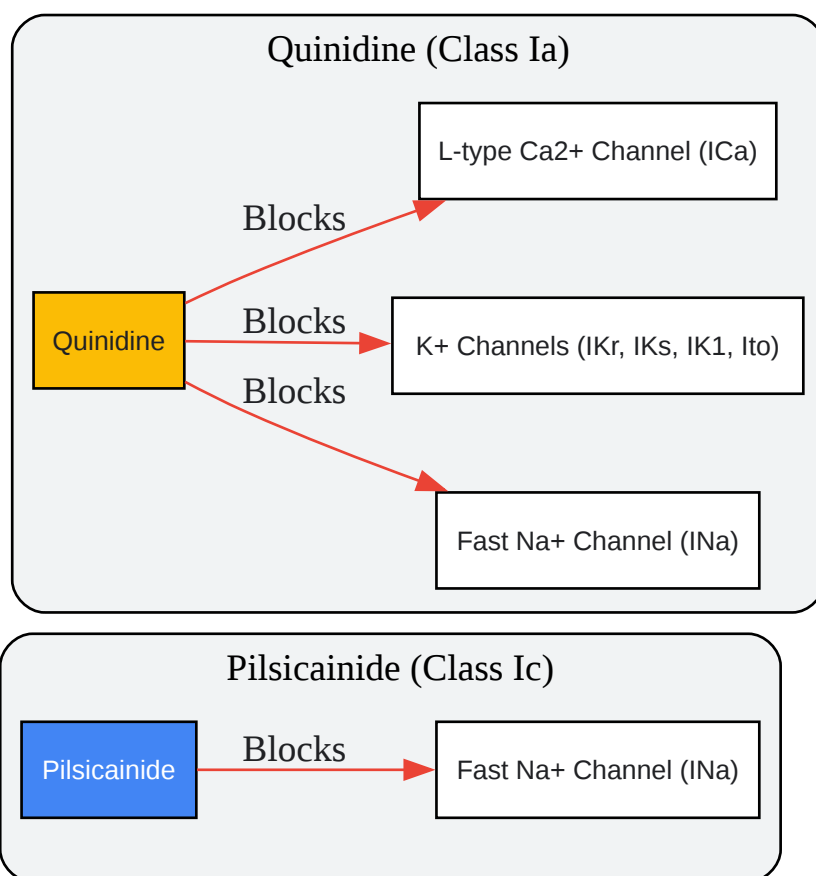 Quinidine (Class Ia)
L-type Ca2+ Channel (ICa)
Blocks
Quinidine
Blocks
K+ Channels (IKr, IKs, IK1, Ito)
Blocks
Fast Na+ Channel (INa)
Pilsicainide (Class Ic)
Pilsicainide
Blocks
Fast Na+ Channel (INa)